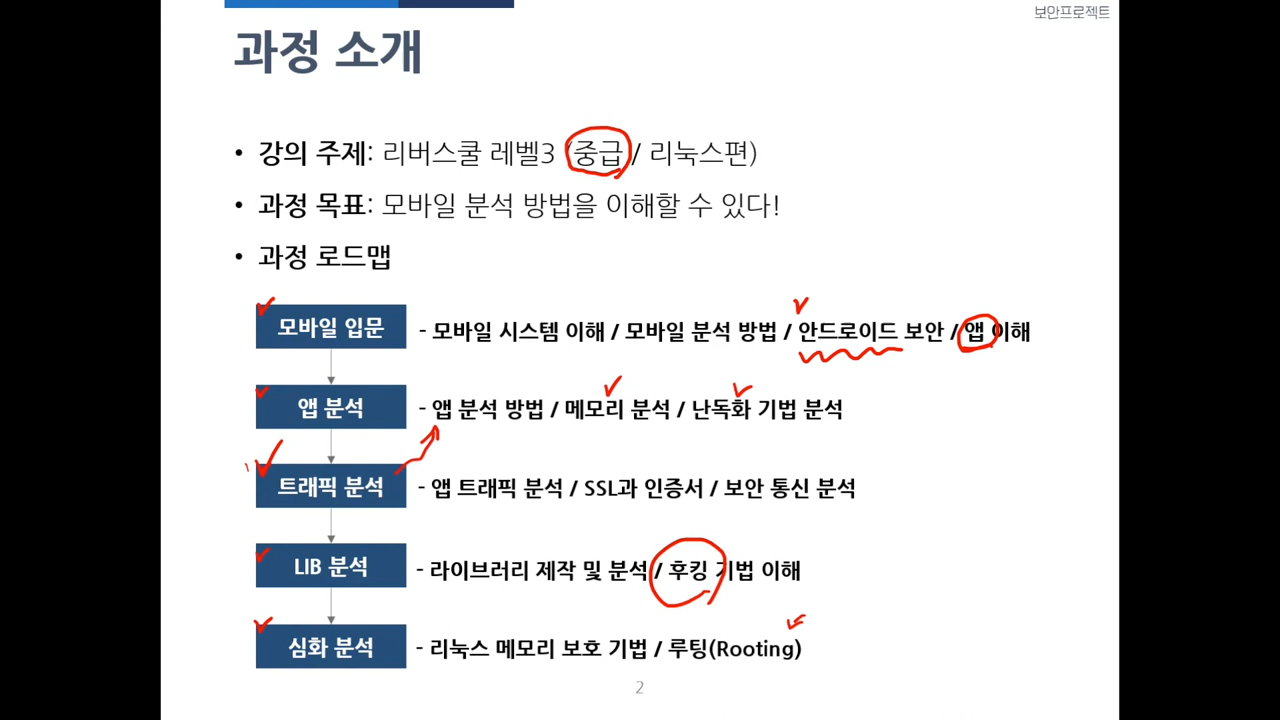 보안프로젝트
과정 소개
• 강의 주제: 리버스쿨 레벨3 (중급 / 리눅스편)
• 과정 목표: 모바일 분석 방법을 이해할 수 있다!
• 과정 로드맵
모바일 입문 - 모바일 시스템 이해 / 모바일 분석 방법 / 안드로이드 보안 / 앱 이해
앱 분석 - 앱 분석 방법 / 메모리 분석 / 난독화 기법 분석
트래픽 분석 - 앱 트래픽 분석 / SSL과 인증서 / 보안 통신 분석
LIB 분석 - 라이브러리 제작 및 분석 / 후킹 기법 이해
심화 분석 - 리눅스 메모리 보호 기법 / 루팅(Rooting)
2